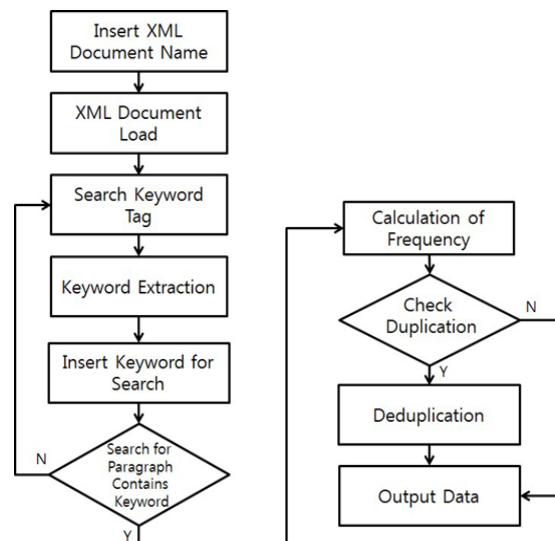 Insert XML
Document Name
XML Document
Load
Search Keyword
Tag
Keyword Extraction
Insert Keyword for
Search
Search for
Paragraph
Contains
Keyword
N
Y
Calculation of
Frequency
Check
Duplication
N
Y
Deduplication
Output Data